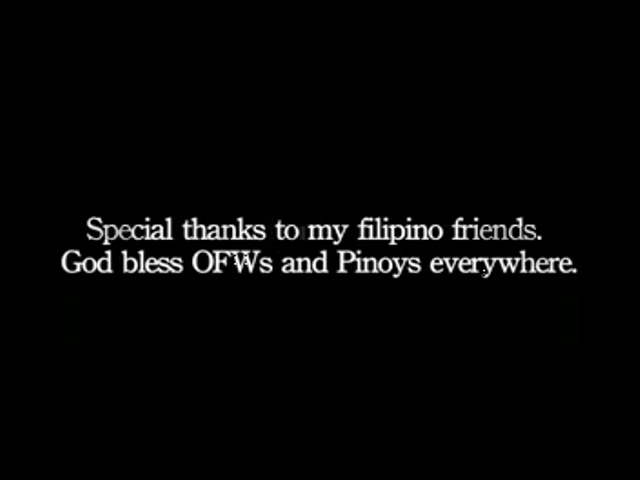 Special thanks to my filipino friends.
God bless OFWs and Pinoys everywhere.